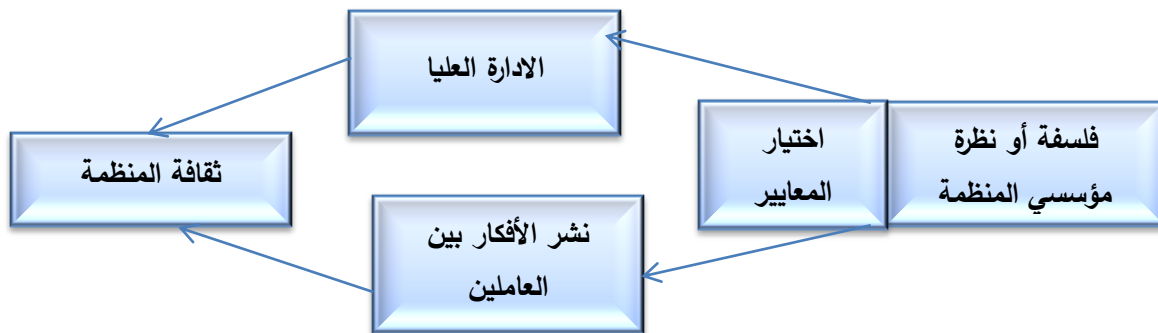 الادارة العليا
فلسفة أو نظرة
مؤسسي المنظمة
اختيار
المعايير
ثقافة المنظمة
نشر الأفكار بين
العاملين